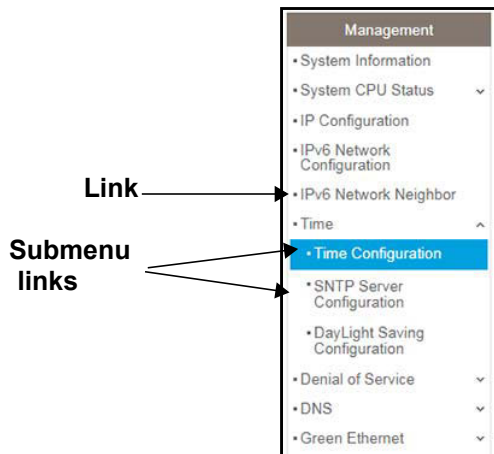 Management
• System Information
• System CPU Status
• IP Configuration
• IPv6 Network
Configuration
Link
• IPv6 Network Neighbor
• Time
Submenu
links
• Time Configuration
• SNTP Server
Configuration
• DayLight Saving
Configuration
• Denial of Service
• DNS
• Green Ethernet